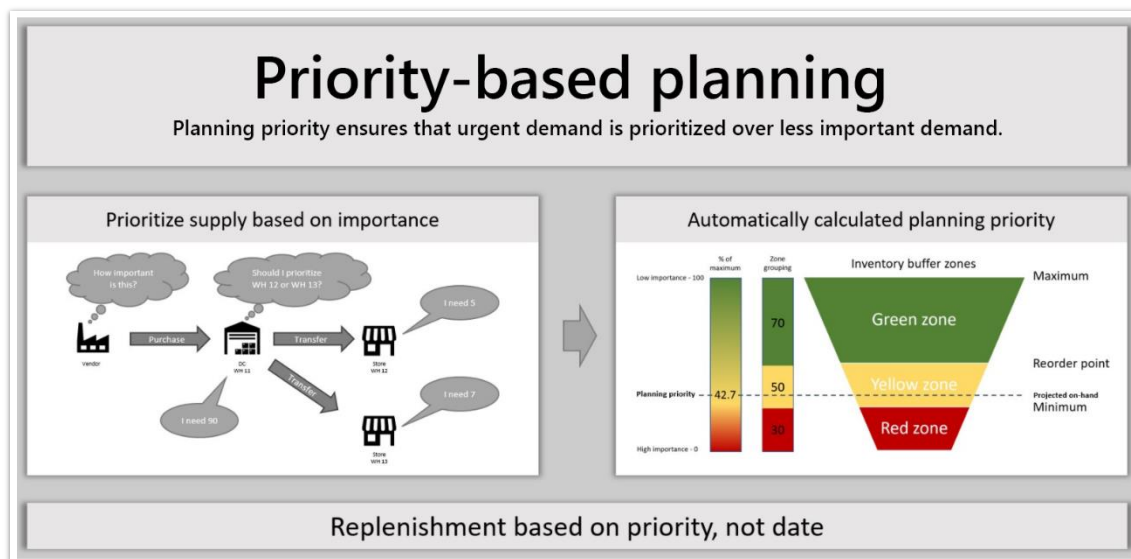 Priority-based planning
Planning priority ensures that urgent demand is prioritized over less important demand.
Prioritize supply based on importance
How important
is this?
Should I prioritize
WH 12 or WH 13?
I need 5
Purchase
Transfer
Vendor
DC
WH 11
Store
WH 12
Transfer
I need 90
I need 7
Store
WH 13
Automatically calculated planning priority
% of
maximum
Zone
grouping
Inventory buffer zones
Low importance - 100
Maximum
70
Green zone
Reorder point
50
Yellow zone
Planning priority
42.7
Projected on-hand
Minimum
30
Red zone
High importance - 0
Replenishment based on priority, not date